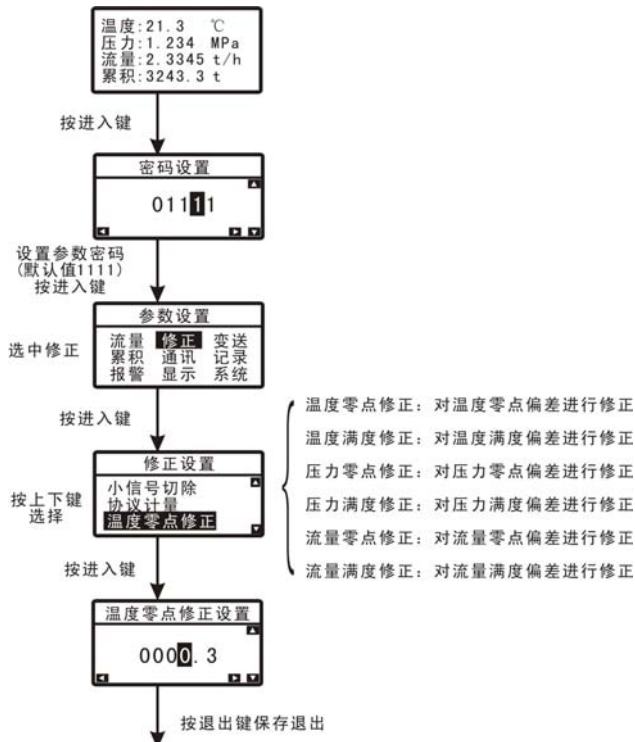 温度:21.3 ℃
压力:1.234 MPa
流量:2.3345 t/h
累积:3243.3 t
按进入键
密码设置
01111
设置参数密码
(默认值1111)
按进入键
参数设置
流量 修正 变送
累积 通讯 记录
报警 显示 系统
选中修正
按进入键
修正设置
小信号切除
协议计量
温度零点修正
按上下键
选择
温度零点修正：对温度零点偏差进行修正
温度满度修正：对温度满度偏差进行修正
压力零点修正：对压力零点偏差进行修正
压力满度修正：对压力满度偏差进行修正
流量零点修正：对流量零点偏差进行修正
流量满度修正：对流量满度偏差进行修正
按进入键
温度零点修正设置
0000.3
按退出键保存退出